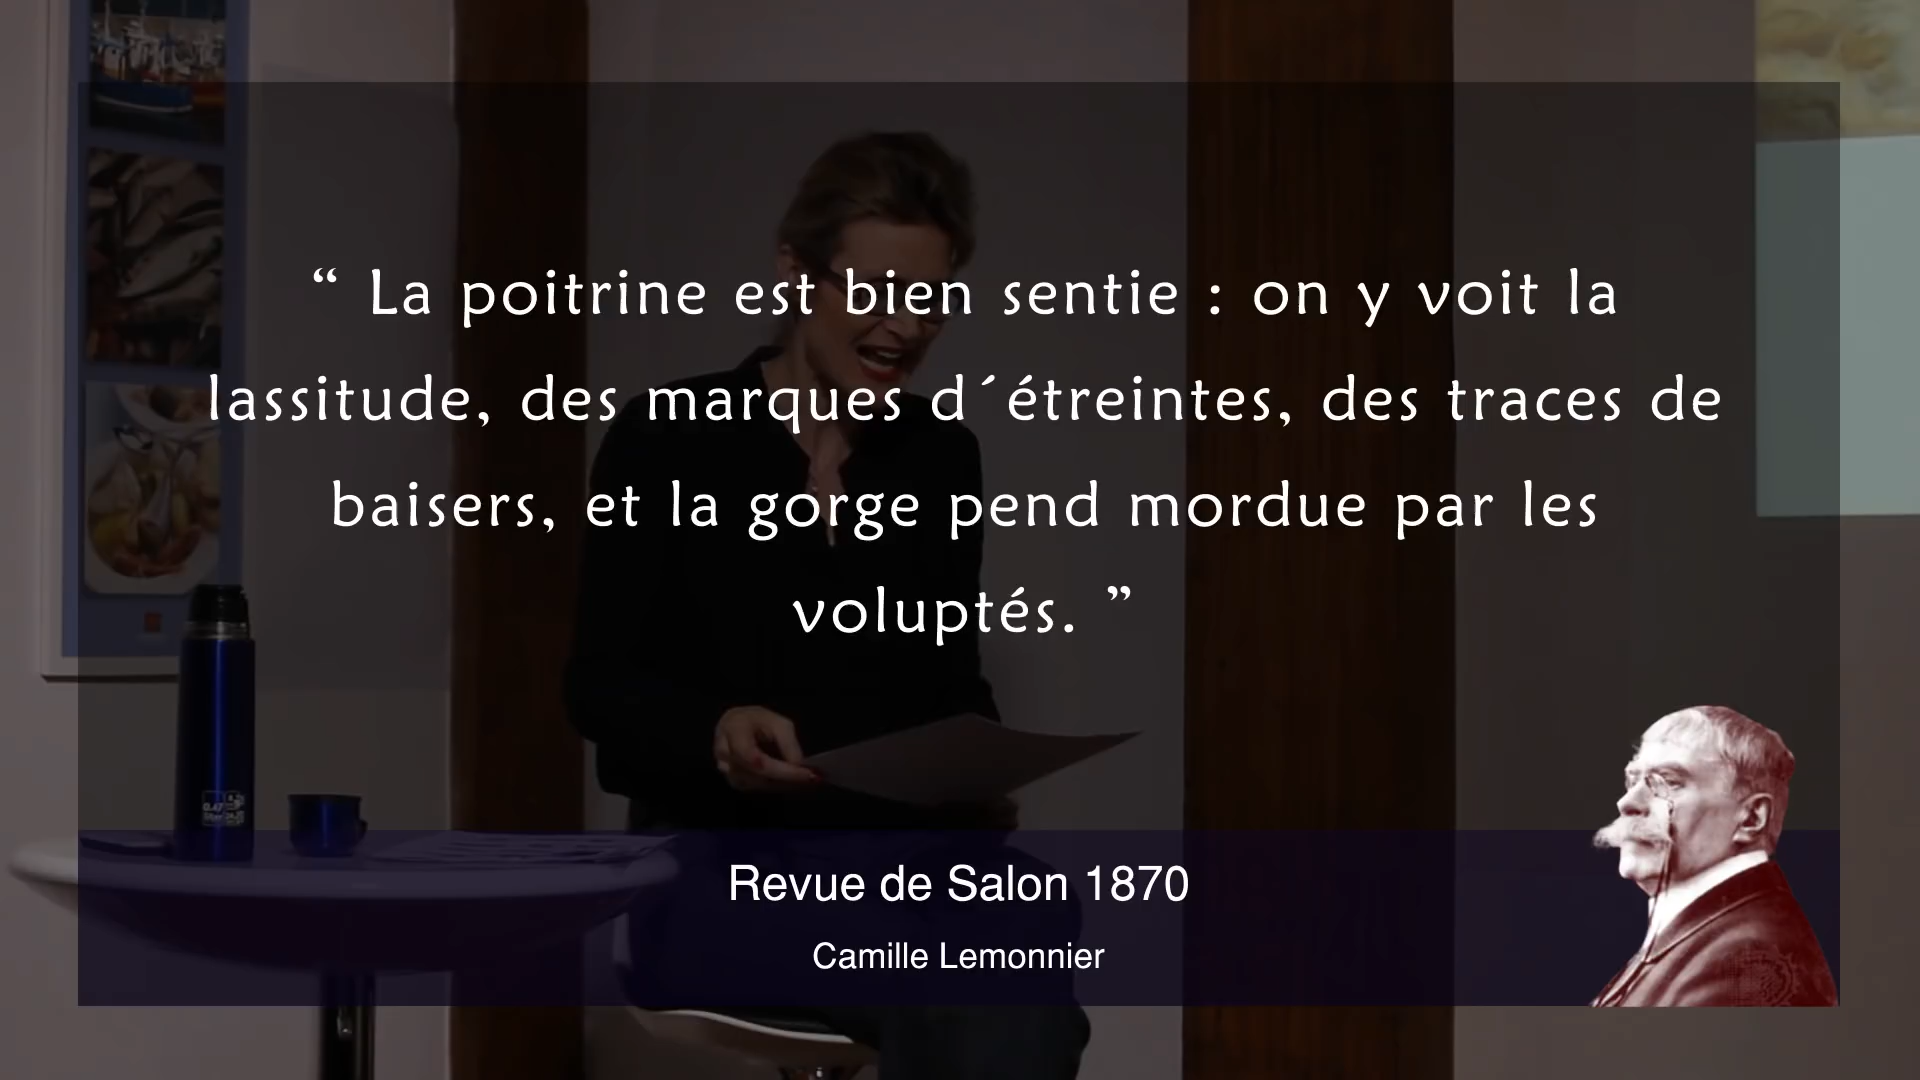 “ La poitrine est bien sentie : on y voit la
lassitude, des marques d´étreintes, des traces de
baisers, et la gorge pend mordue par les
voluptés. ”
Revue de Salon 1870
Camille Lemonnier